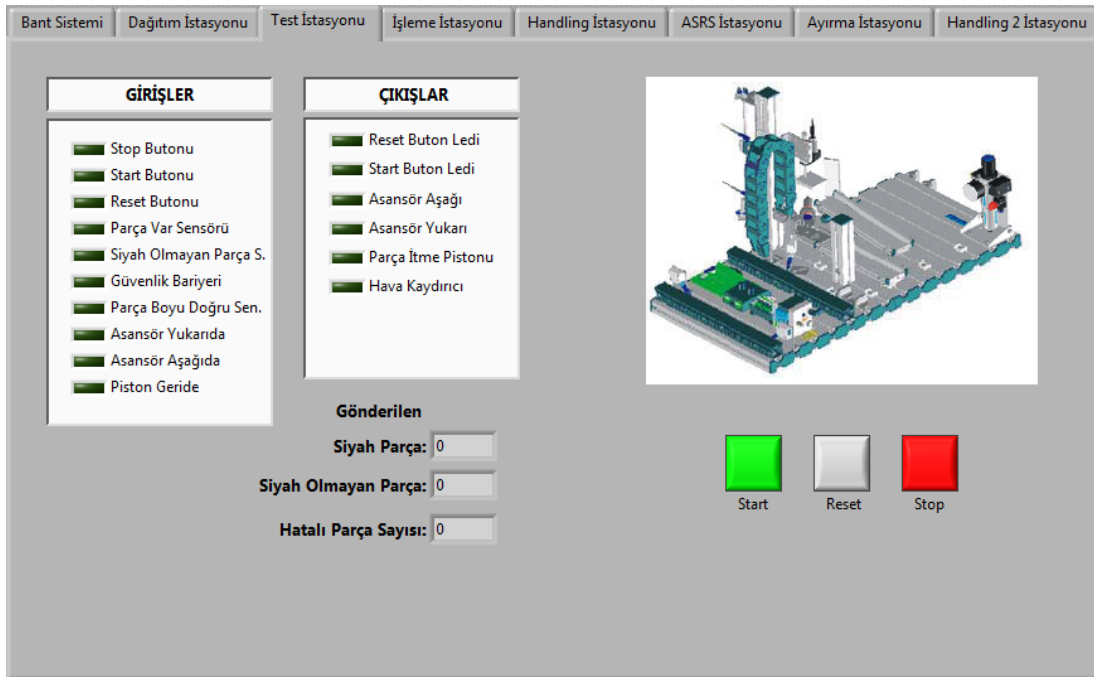 Bant Sistemi Dağıtım İstasyonu Test İstasyonu İşleme İstasyonu Handling İstasyonu ASRS İstasyonu Ayırma İstasyonu Handling 2 İstasyonu
GİRİŞLER
Stop Butonu
Start Butonu
Reset Butonu
Parça Var Sensörü
Siyah Olmayan Parça S.
Güvenlik Bariyeri
Parça Boyu Doğru Sen.
Asansör Yukarıda
Asansör Aşağıda
Piston Geride
ÇIKIŞLAR
Reset Buton Ledi
Start Buton Ledi
Asansör Aşağı
Asansör Yukarı
Parça İtme Pistonu
Hava Kaydırıcı
Gönderilen
Siyah Parça: 0
Siyah Olmayan Parça: 0
Hatalı Parça Sayısı: 0
Start Reset Stop